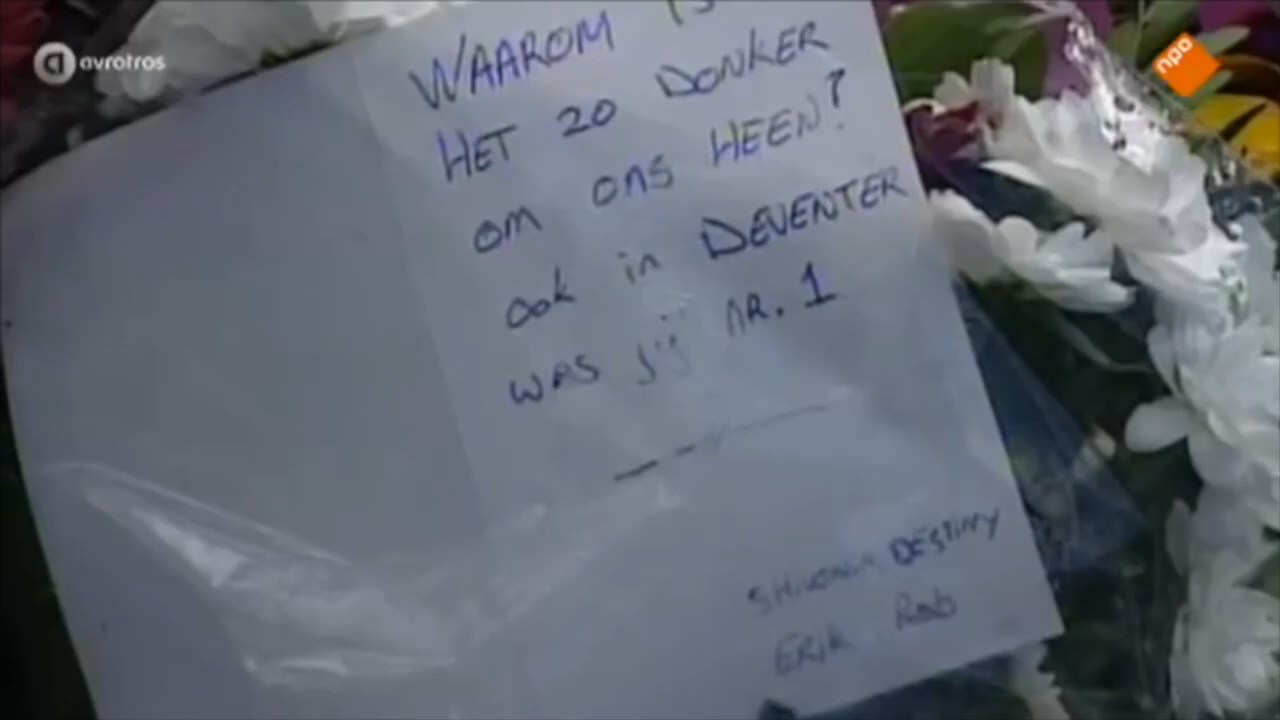 avrotros
npo
WAAROM IS
HET ZO DONKER
OM ONS HEEN?
OOK in DEVENTER
WAS JIJ NR. 1
DESTINY
ERIK Rob